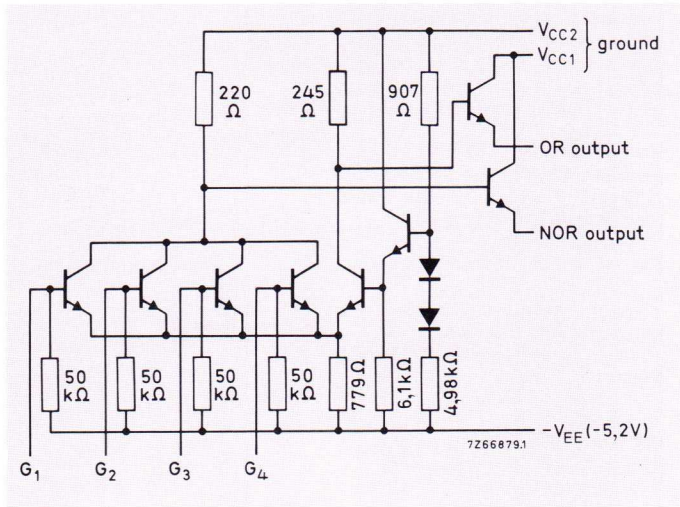 VCC2
VCC1
ground
220 Ω
245 Ω
907 Ω
OR output
NOR output
50 kΩ
50 kΩ
50 kΩ
50 kΩ
779Ω
6,1kΩ
4,98kΩ
-VEE(-5,2V)
7Z66879.1
G1
G2
G3
G4